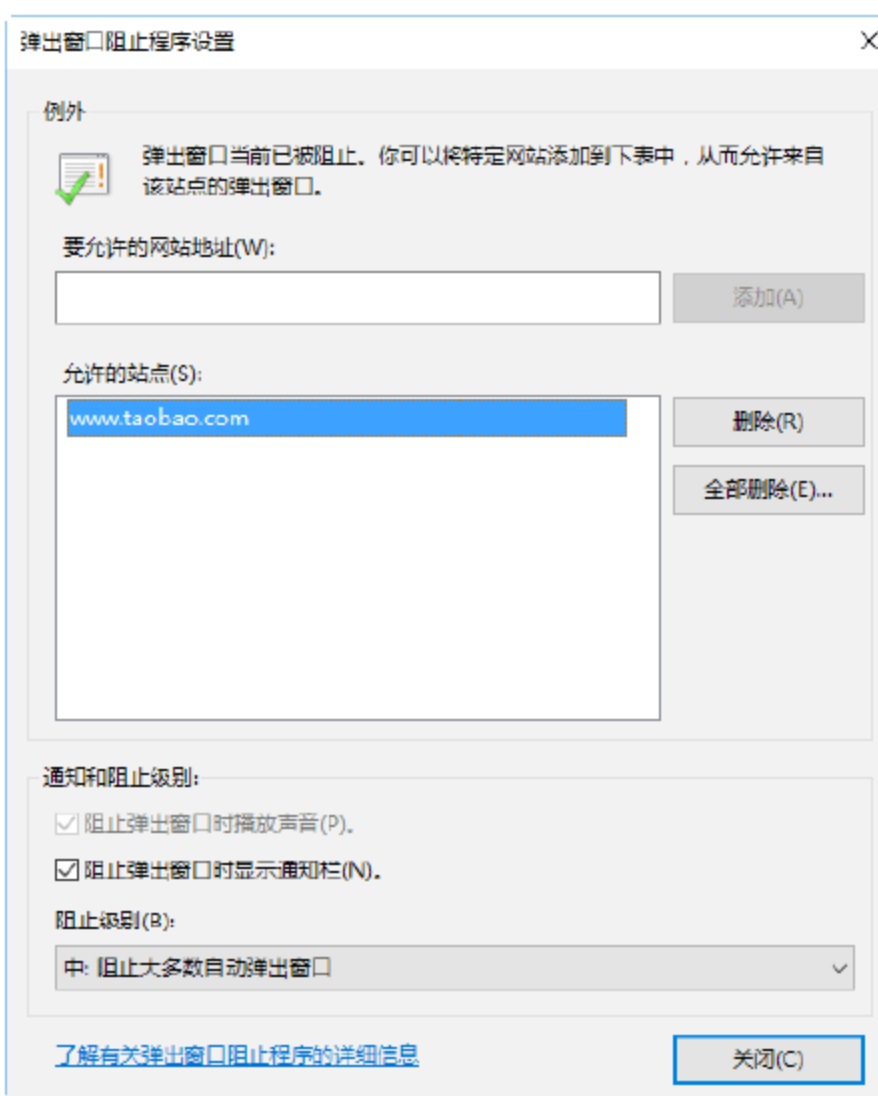 弹出窗口阻止程序设置
例外
弹出窗口当前已被阻止。你可以将特定网站添加到下表中，从而允许来自
该站点的弹出窗口。
要允许的网站地址(W):
添加(A)
允许的站点(S):
www.taobao.com
删除(R)
全部删除(E)...
通知和阻止级别:
阻止弹出窗口时播放声音(P)。
阻止弹出窗口时显示通知栏(N)。
阻止级别(B):
中: 阻止大多数自动弹出窗口
了解有关弹出窗口阻止程序的详细信息
关闭(C)